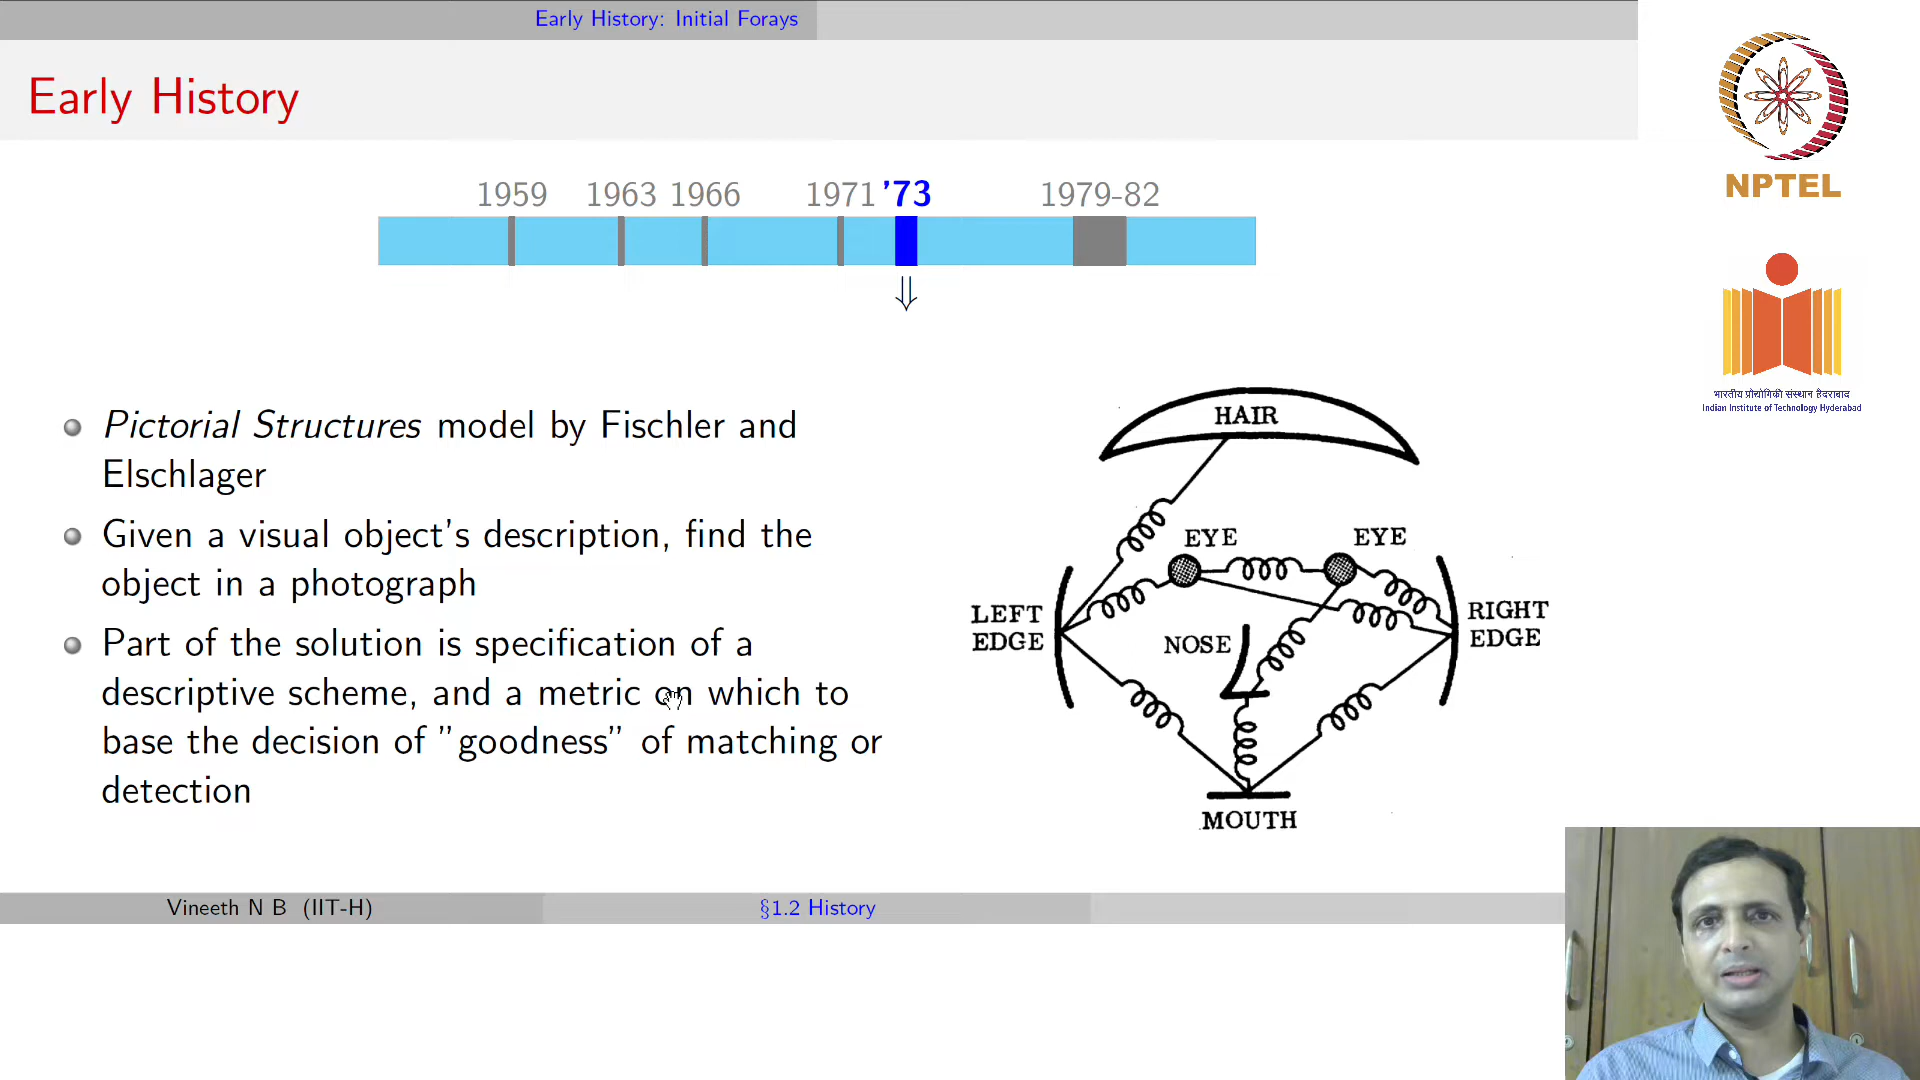 Early History: Initial Forays
Early History
1959 1963 1966 1971 '73 1979-82
Pictorial Structures model by Fischler and
Elschlager
Given a visual object's description, find the
object in a photograph
Part of the solution is specification of a
descriptive scheme, and a metric on which to
base the decision of "goodness" of matching or
detection
HAIR
EYE EYE
LEFT
EDGE
NOSE
RIGHT
EDGE
MOUTH
Vineeth N B (IIT-H) §1.2 History
NPTEL
भारतीय प्रौद्योगिकी संस्थान हैदराबाद
Indian Institute of Technology Hyderabad